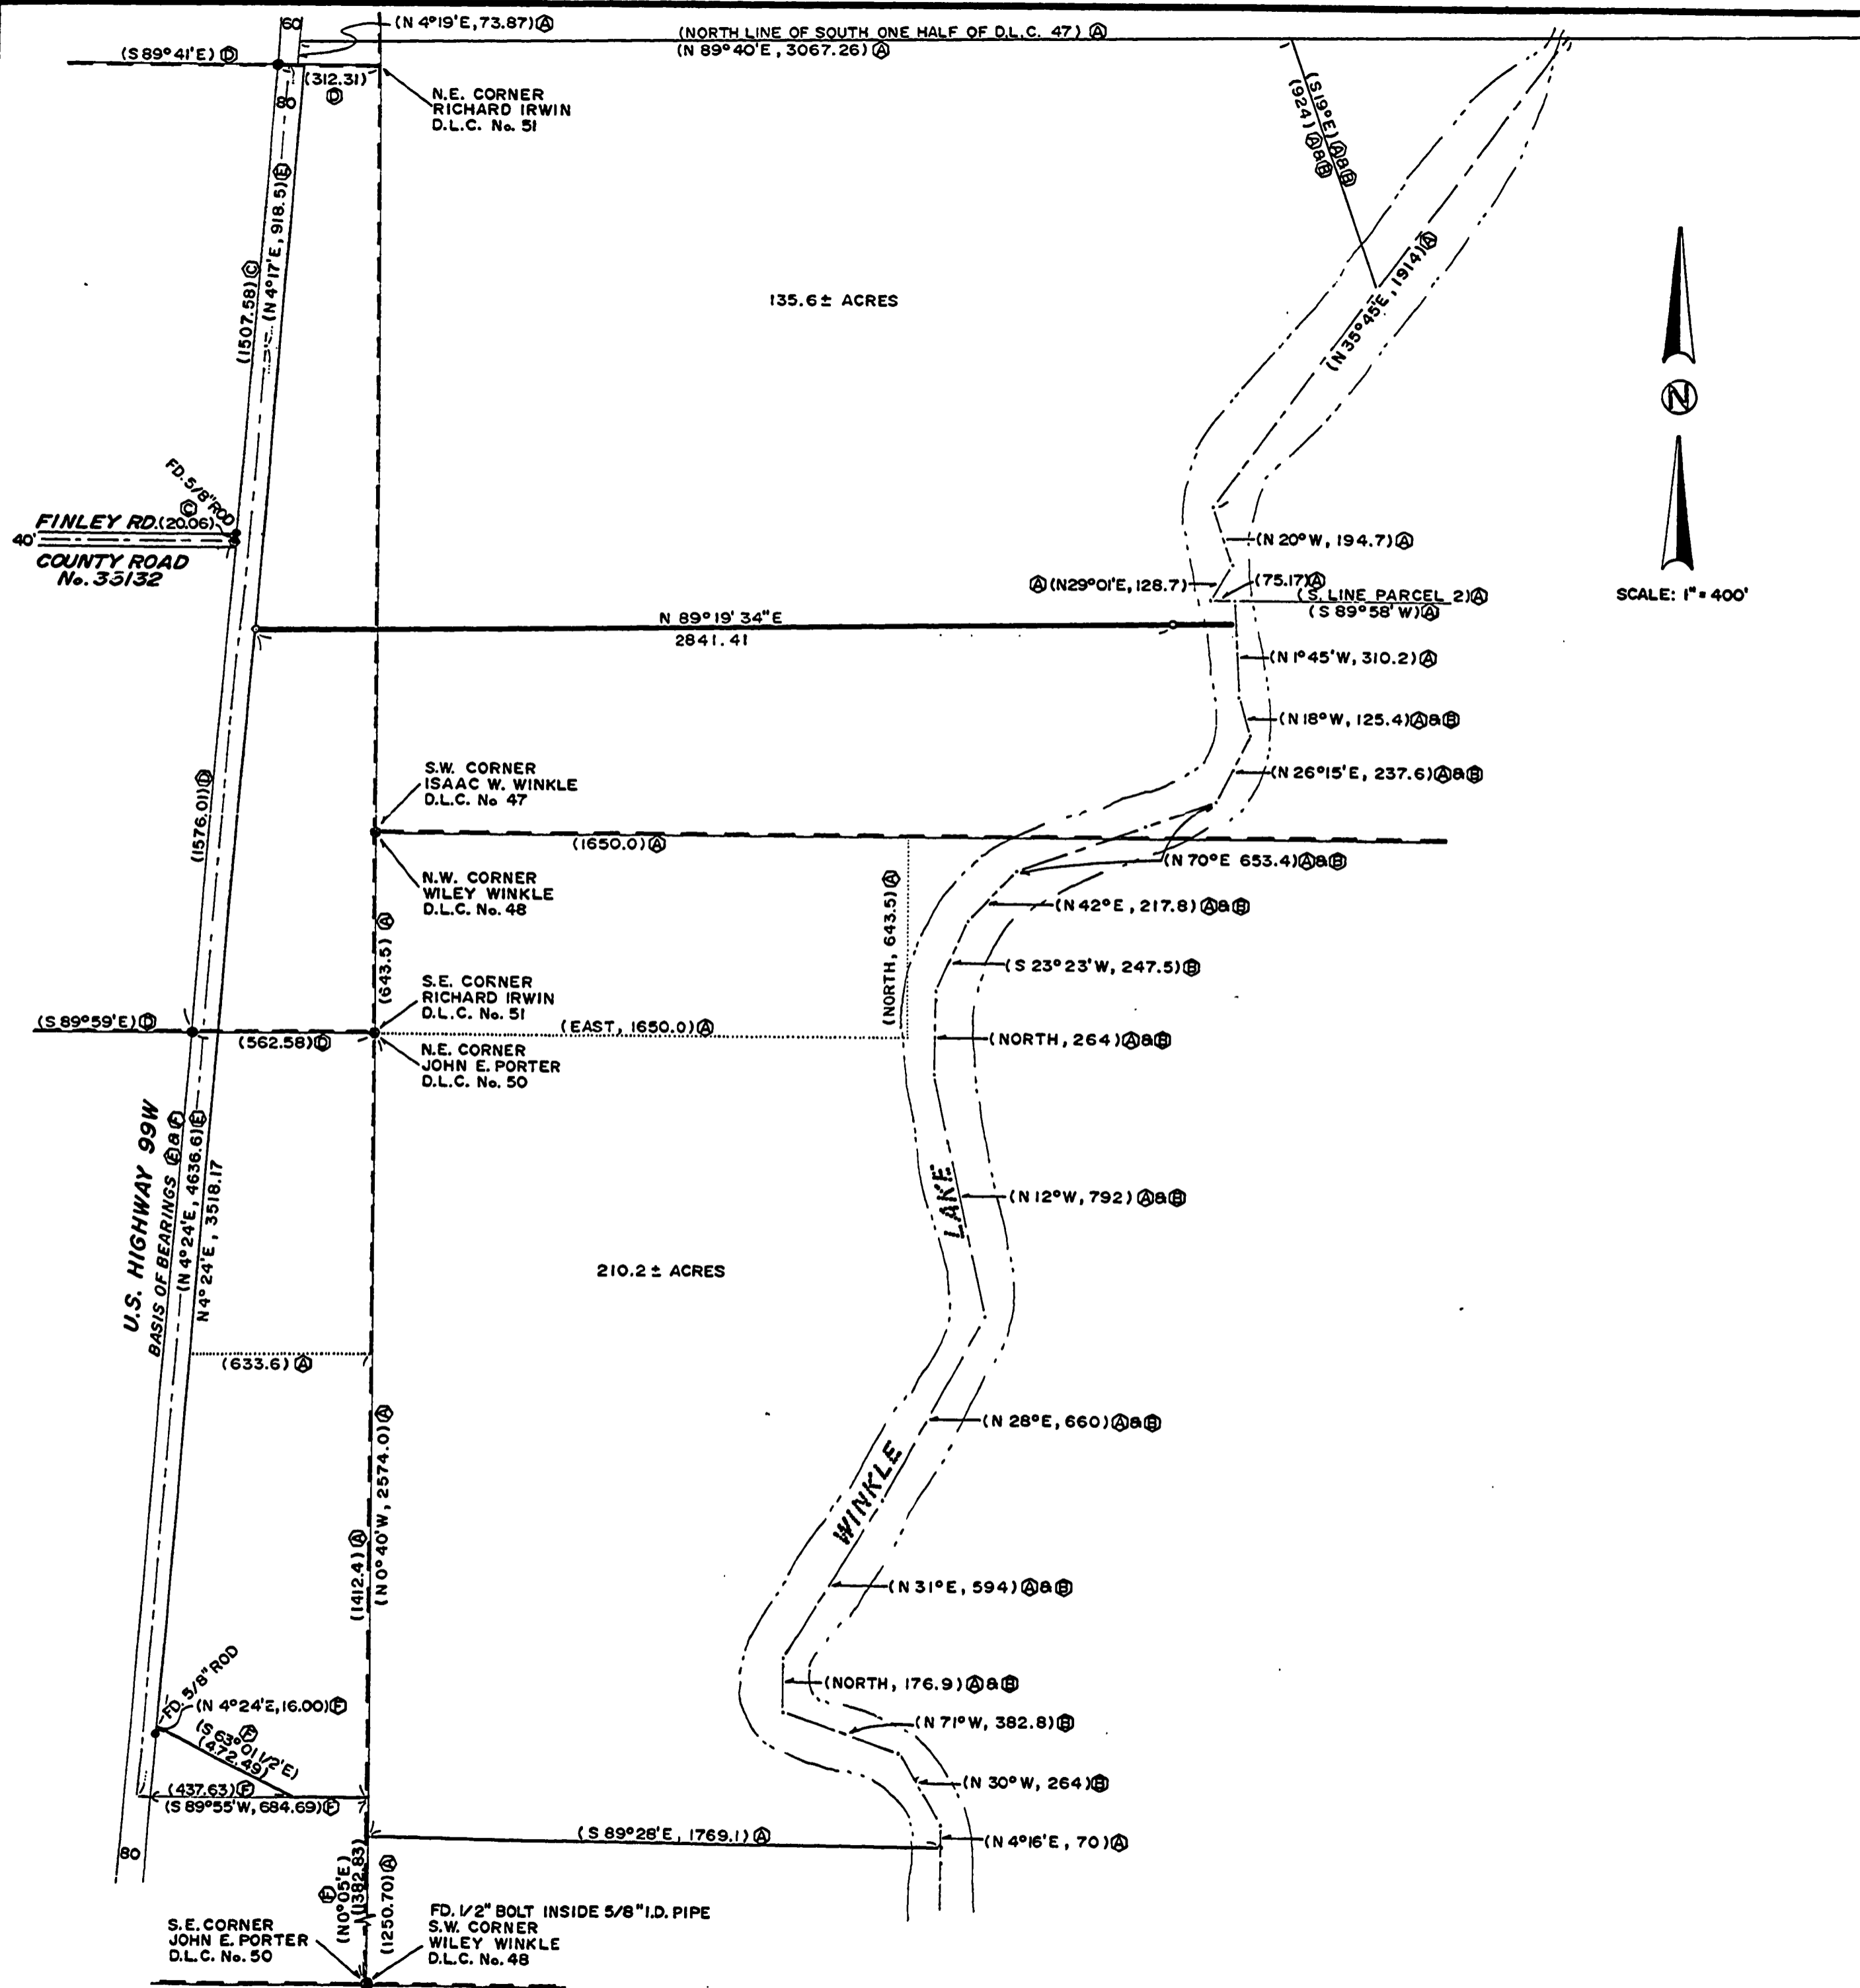 60
(N 4°19'E, 73.87) Ⓐ
(NORTH LINE OF SOUTH ONE HALF OF D.L.C. 47) Ⓐ
(N 89°40'E, 3067.26) Ⓐ
(S 89°41'E) Ⓓ
(312.31)
Ⓓ
80
N.E. CORNER
RICHARD IRWIN
D.L.C. No. 51
(S 19°E) Ⓐ&Ⓑ
(924) Ⓐ&Ⓑ
(N 4°17'E, 918.5) Ⓔ
(1507.58) Ⓒ
135.6 ± ACRES
(N 35°45'E, 1914) Ⓐ
N
SCALE: 1" = 400'
FD. 5/8" ROD
Ⓒ
FINLEY RD. (20.06)
40'
COUNTY ROAD
No. 33132
(N 20°W, 194.7) Ⓐ
Ⓐ (N29°01'E, 128.7)
(75.17) Ⓐ
(S. LINE PARCEL 2) Ⓐ
(S 89°58'W) Ⓐ
N 89°19'34"E
2841.41
(N 1°45'W, 310.2) Ⓐ
(N 18°W, 125.4) Ⓐ&Ⓑ
(N 26°15'E, 237.6) Ⓐ&Ⓑ
(1576.01) Ⓓ
S.W. CORNER
ISAAC W. WINKLE
D.L.C. No 47
(1650.0) Ⓐ
(N 70°E 653.4) Ⓐ&Ⓑ
N.W. CORNER
WILEY WINKLE
D.L.C. No. 48
(NORTH, 643.5) Ⓐ
(N 42°E, 217.8) Ⓐ&Ⓑ
(643.5) Ⓐ
(S 23°23'W, 247.5) Ⓑ
S.E. CORNER
RICHARD IRWIN
D.L.C. No. 51
(S 89°59'E) Ⓓ
(562.58) Ⓓ
(EAST, 1650.0) Ⓐ
(NORTH, 264) Ⓐ&Ⓑ
N.E. CORNER
JOHN E. PORTER
D.L.C. No. 50
U.S. HIGHWAY 99W
BASIS OF BEARINGS Ⓔ&Ⓕ
(N 4°24'E, 4636.6) Ⓔ
N 4°24'E, 3518.17
LAKE
(N 12°W, 792) Ⓐ&Ⓑ
210.2 ± ACRES
(633.6) Ⓐ
(N 28°E, 660) Ⓐ&Ⓑ
WINKLE
(N 0°40'W, 2574.0) Ⓐ
(1412.4) Ⓐ
(N 31°E, 594) Ⓐ&Ⓑ
FD. 5/8" ROD
(N 4°24'E, 16.00) Ⓕ
(S 63°01 1/2'E) Ⓕ
(472.49)
(NORTH, 176.9) Ⓐ&Ⓑ
(N 71°W, 382.8) Ⓑ
(437.63) Ⓕ
(S 89°55'W, 684.69) Ⓕ
(N 30°W, 264) Ⓑ
(S 89°28'E, 1769.1) Ⓐ
(N 4°16'E, 70) Ⓐ
80
Ⓕ (N0°05'E)
(1382.83)
(1250.70) Ⓐ
S.E. CORNER
JOHN E. PORTER
D.L.C. No. 50
FD. 1/2" BOLT INSIDE 5/8" I.D. PIPE
S.W. CORNER
WILEY WINKLE
D.L.C. No. 48